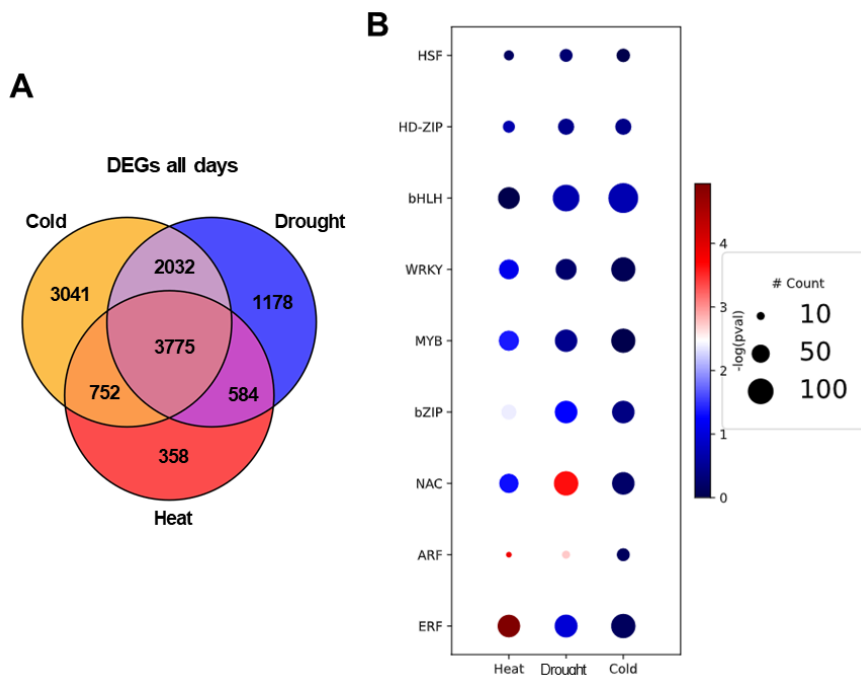 A
DEGs all days
Cold
Drought
3041
2032
1178
3775
752
584
358
Heat
B
HSF
HD-ZIP
bHLH
WRKY
MYB
bZIP
NAC
ARF
ERF
Heat
Drought
Cold
4
3
2
1
0
-log(pval)
# Count
10
50
100